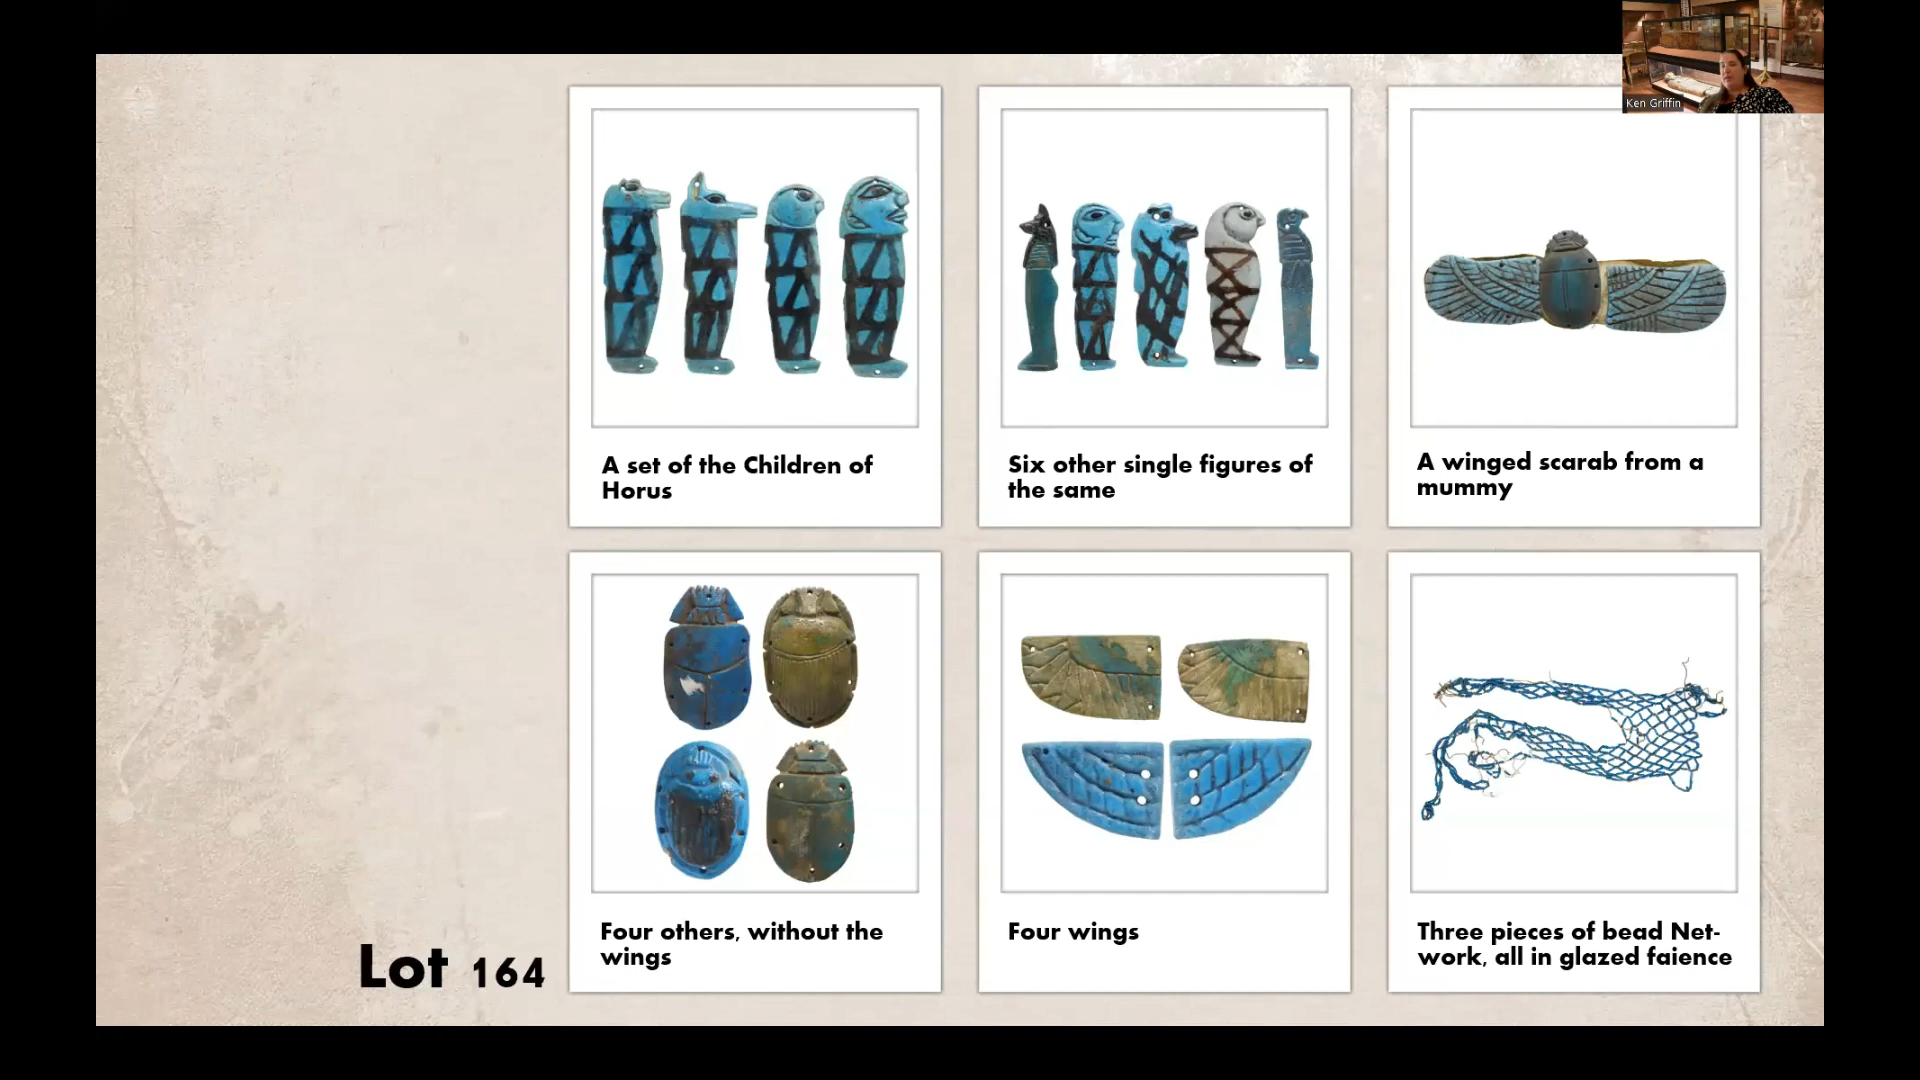 Ken Griffin
A set of the Children of
Horus
Six other single figures of
the same
A winged scarab from a
mummy
Four others, without the
wings
Four wings
Three pieces of bead Net-
work, all in glazed faience
Lot 164